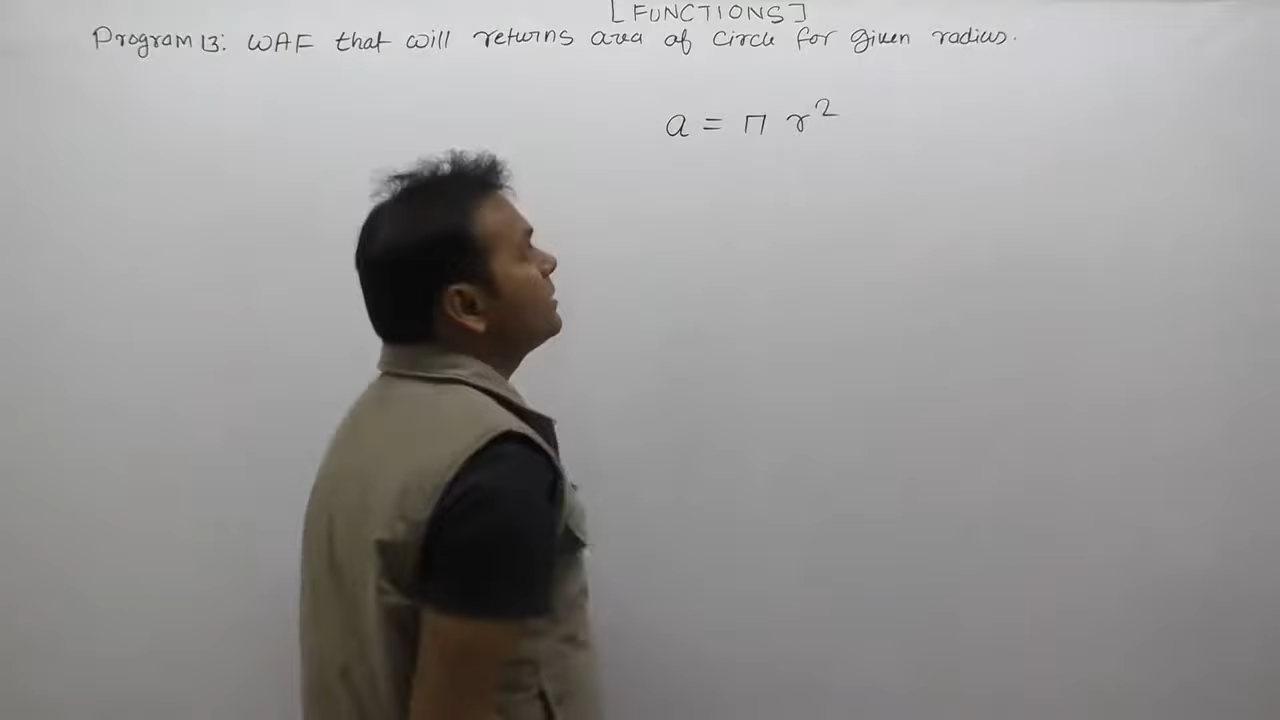 [FUNCTIONS]
Program 13: WAF that will returns area of circle for given radius.
a = π r²